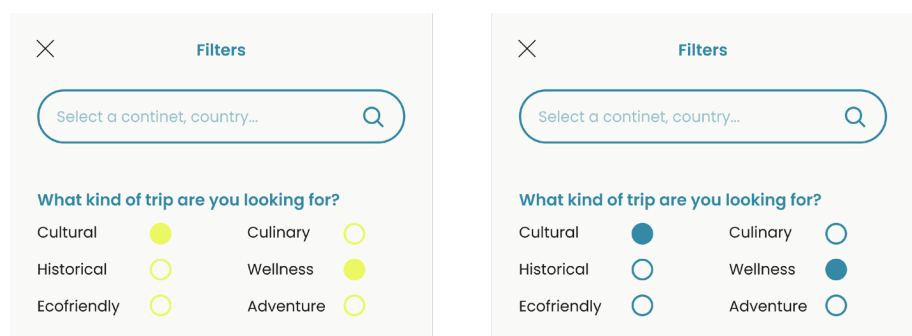 Filters
Select a continet, country...
What kind of trip are you looking for?
Cultural Culinary
Historical Wellness
Ecofriendly Adventure
Filters
Select a continet, country...
What kind of trip are you looking for?
Cultural Culinary
Historical Wellness
Ecofriendly Adventure